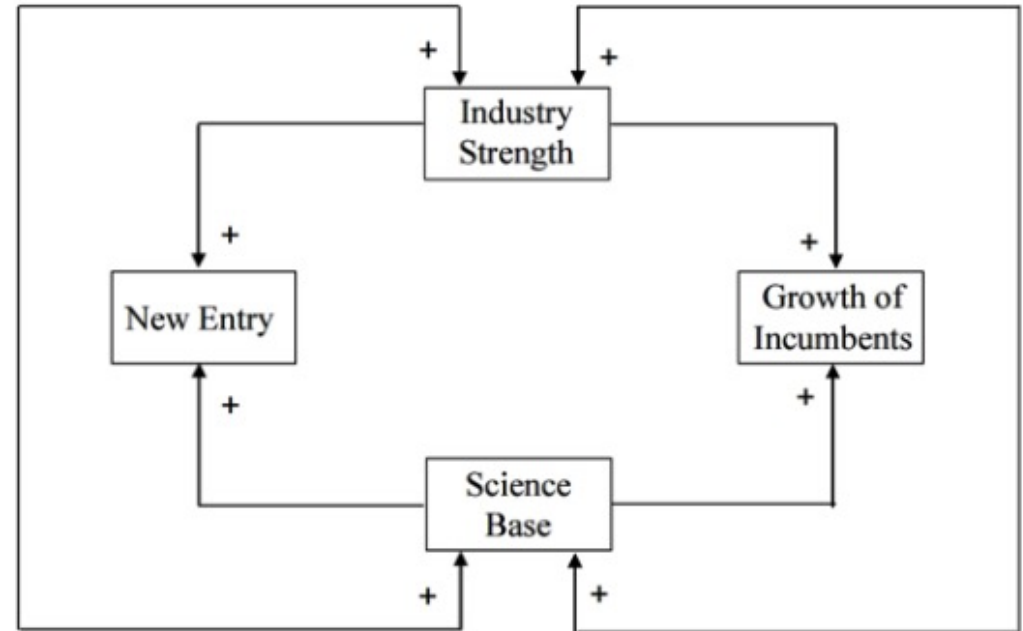 +
+
Industry
Strength
+
+
New Entry
Growth of
Incumbents
+
+
Science
Base
+
+